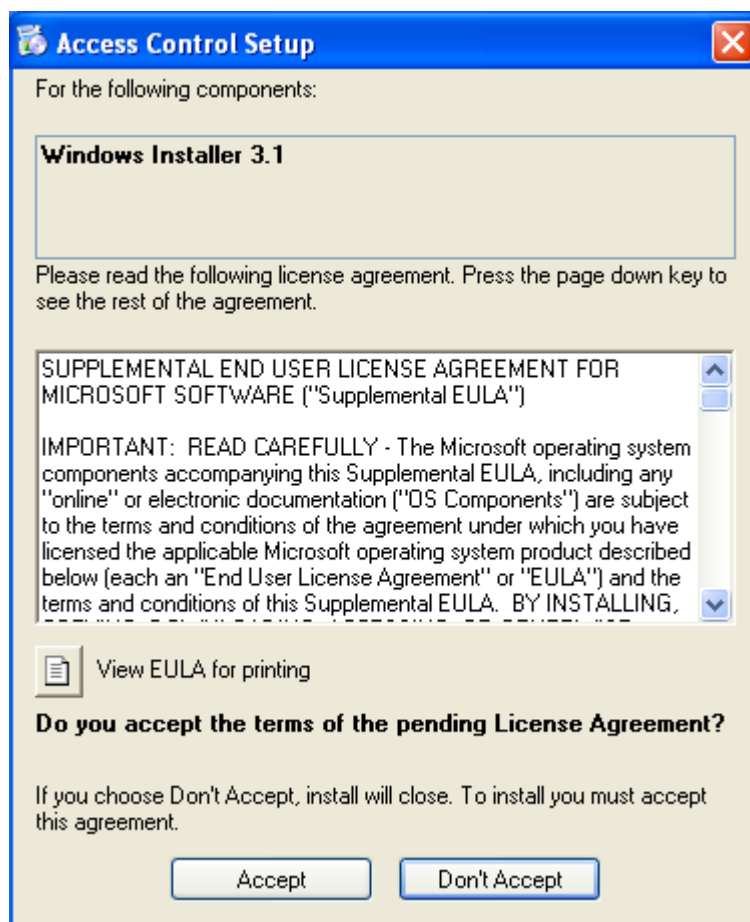 Access Control Setup
For the following components:
Windows Installer 3.1
Please read the following license agreement. Press the page down key to
see the rest of the agreement.
SUPPLEMENTAL END USER LICENSE AGREEMENT FOR
MICROSOFT SOFTWARE ("Supplemental EULA")
IMPORTANT:  READ CAREFULLY - The Microsoft operating system
components accompanying this Supplemental EULA, including any
"online" or electronic documentation ("OS Components") are subject
to the terms and conditions of the agreement under which you have
licensed the applicable Microsoft operating system product described
below (each an "End User License Agreement" or "EULA") and the
terms and conditions of this Supplemental EULA.  BY INSTALLING,
View EULA for printing
Do you accept the terms of the pending License Agreement?
If you choose Don't Accept, install will close. To install you must accept
this agreement.
Accept
Don't Accept